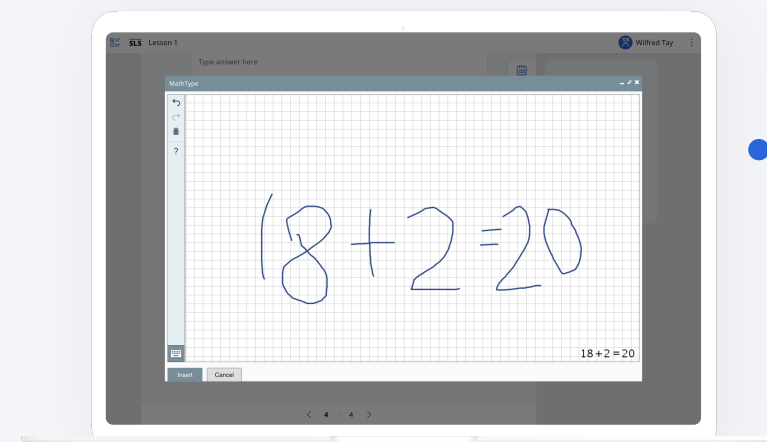 SLS Lesson 1 Wilfred Tay
Type answer here
MathType
?
18+2=20
18+2=20
Insert Cancel
4 / 4